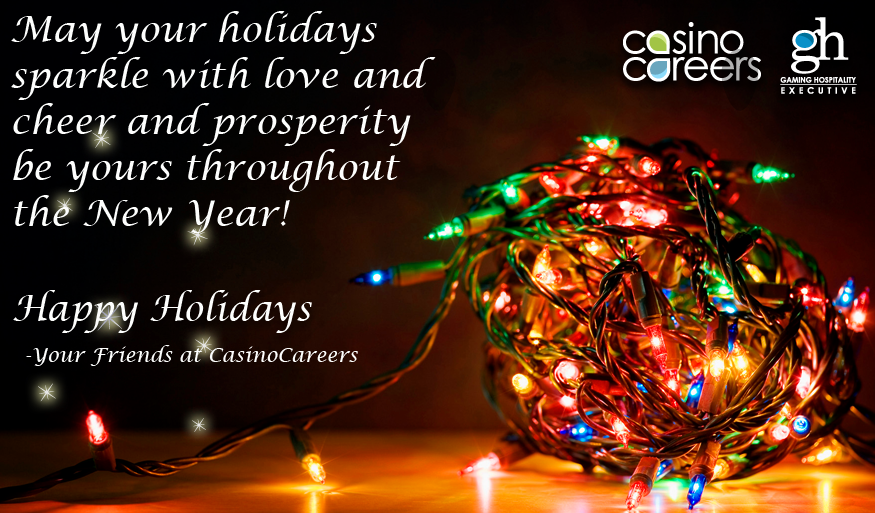 May your holidays
sparkle with love and
cheer and prosperity
be yours throughout
the New Year!
Happy Holidays
-Your Friends at CasinoCareers
casino
careers
gh
GAMING HOSPITALITY
EXECUTIVE